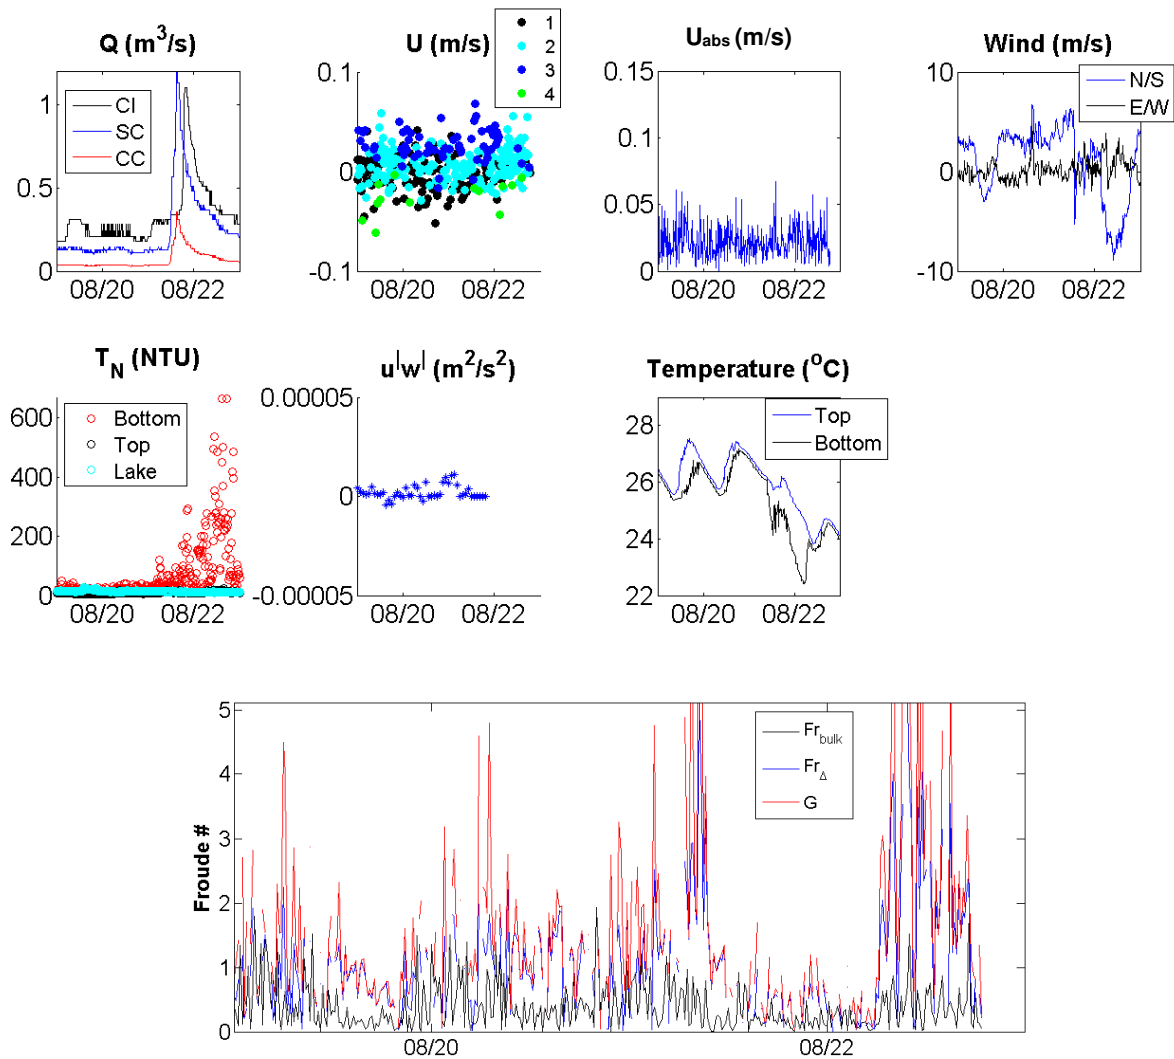 Q (m3/s)
1
0.5
0
CI
SC
CC
08/20 08/22
U (m/s)
0.1
0
-0.1
1
2
3
4
08/20 08/22
Uabs (m/s)
0.15
0.1
0.05
0
08/20 08/22
Wind (m/s)
10
0
-10
N/S
E/W
08/20 08/22
TN (NTU)
600
400
200
0
Bottom
Top
Lake
08/20 08/22
u|w| (m2/s2)
0.00005
0
-0.00005
08/20 08/22
Temperature (oC)
28
26
24
22
Top
Bottom
08/20 08/22
Froude #
5
4
3
2
1
0
Frbulk
FrΔ
G
08/20 08/22